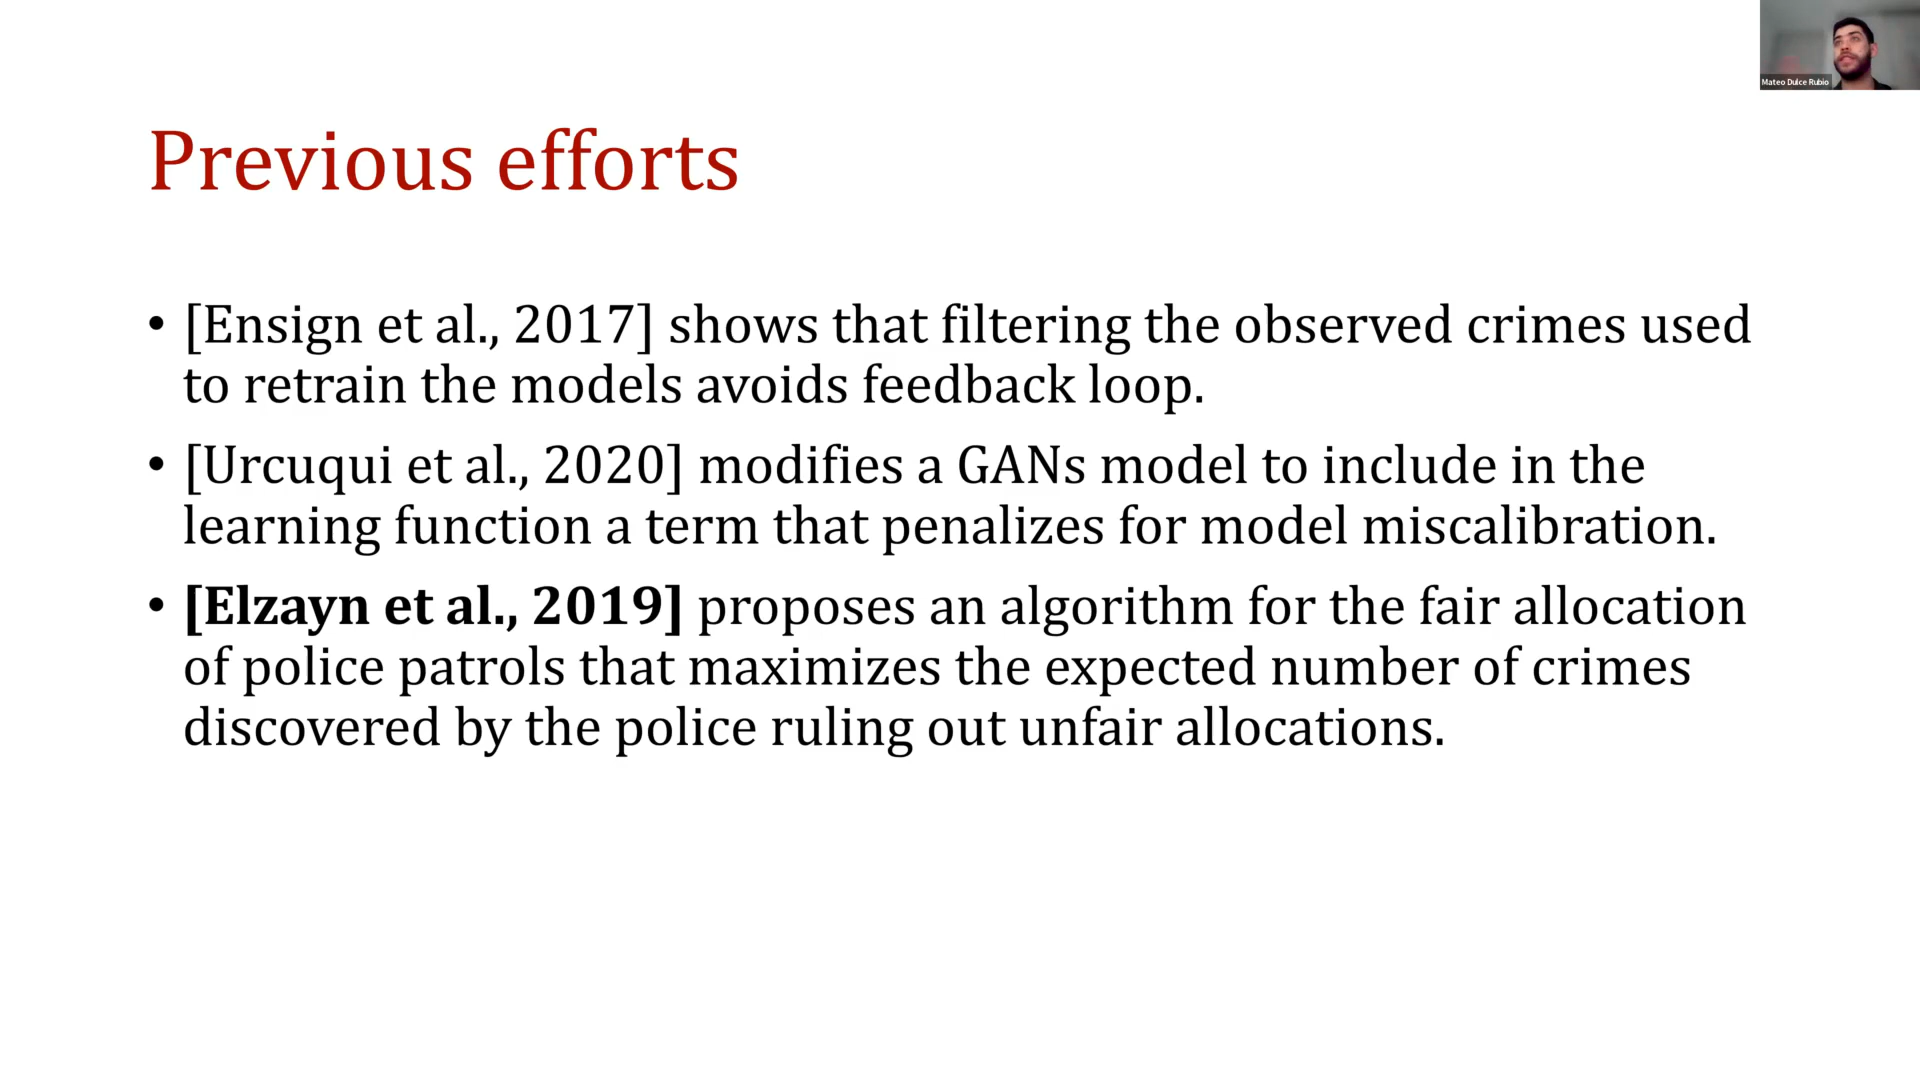 Mateo Dulce Rubio
Previous efforts
• [Ensign et al., 2017] shows that filtering the observed crimes used
to retrain the models avoids feedback loop.
• [Urcuqui et al., 2020] modifies a GANs model to include in the
learning function a term that penalizes for model miscalibration.
• [Elzayn et al., 2019] proposes an algorithm for the fair allocation
of police patrols that maximizes the expected number of crimes
discovered by the police ruling out unfair allocations.